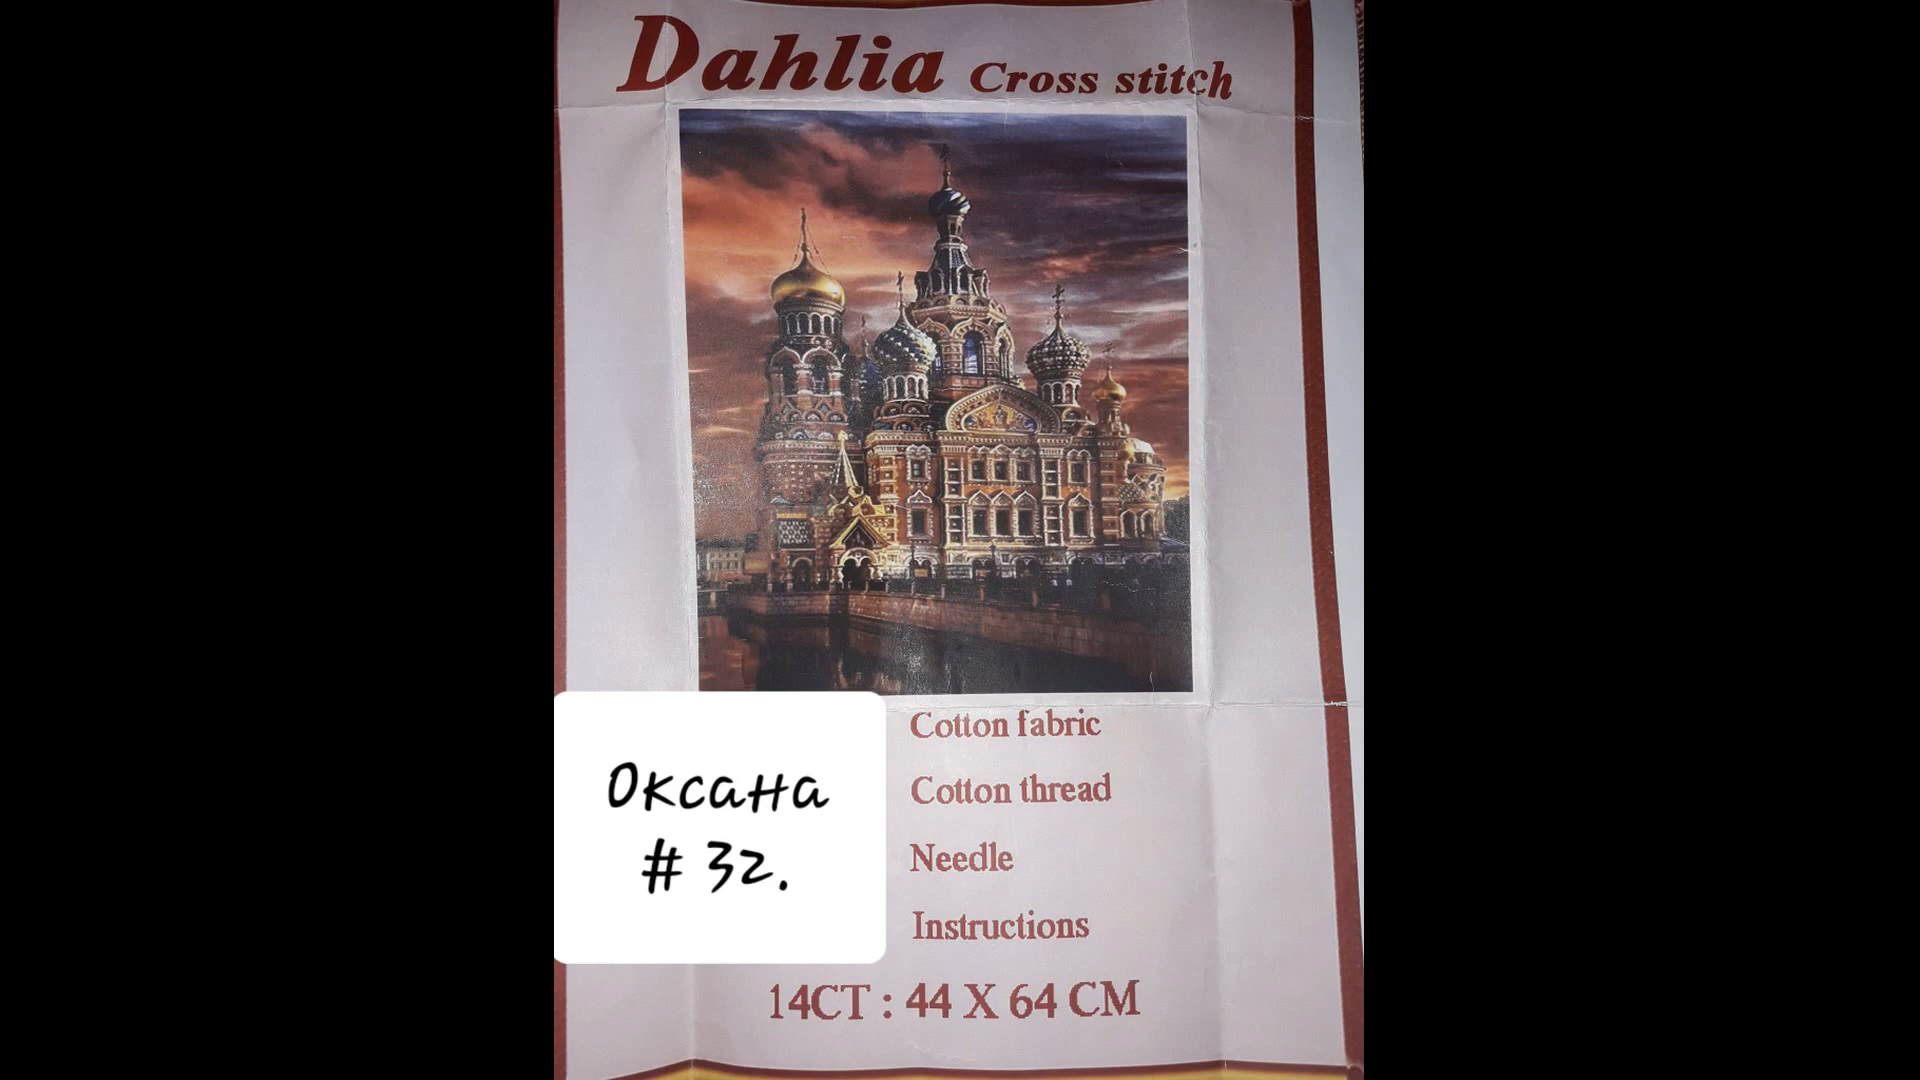 Dahlia Cross stitch
Cotton fabric
Cotton thread
Needle
Instructions
Оксана
# 32.
14CT : 44 X 64 CM